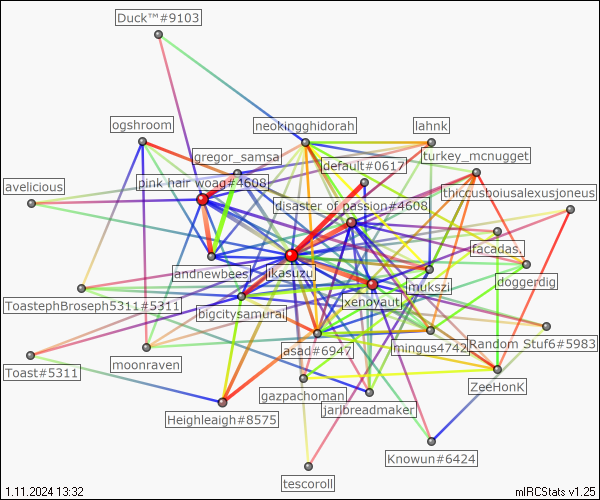 Duck™#9103
ogshroom
neokingghidorah
lahnk
gregor_samsa
turkey_mcnugget
default#0617
avelicious
pink hair woag#4608
thiccusboiusalexusjoneus
disaster of passion#4608
facadas.
andnewbees
ikasuzu
mukszi
doggerdig
xenoyaut
ToastephBroseph5311#5311
bigcitysamurai
Random Stuf6#5983
asad#6947
mingus4742
moonraven
Toast#5311
ZeeHonK
gazpachoman
jarlbreadmaker
Heighleaigh#8575
Knowun#6424
tescoroll
1.11.2024 13:32
mIRCStats v1.25